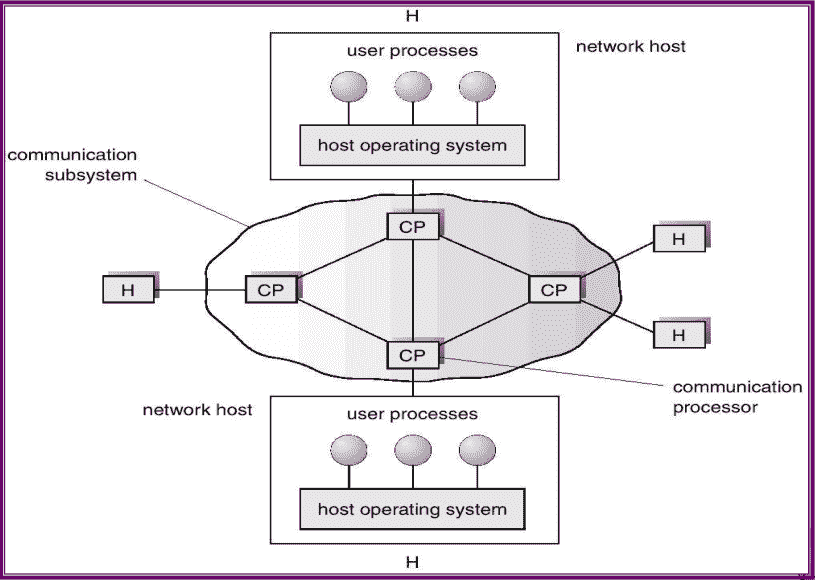 H
user processes
network host
host operating system
communication
subsystem
CP
H
H
CP
CP
H
CP
communication
processor
network host
user processes
host operating system
H